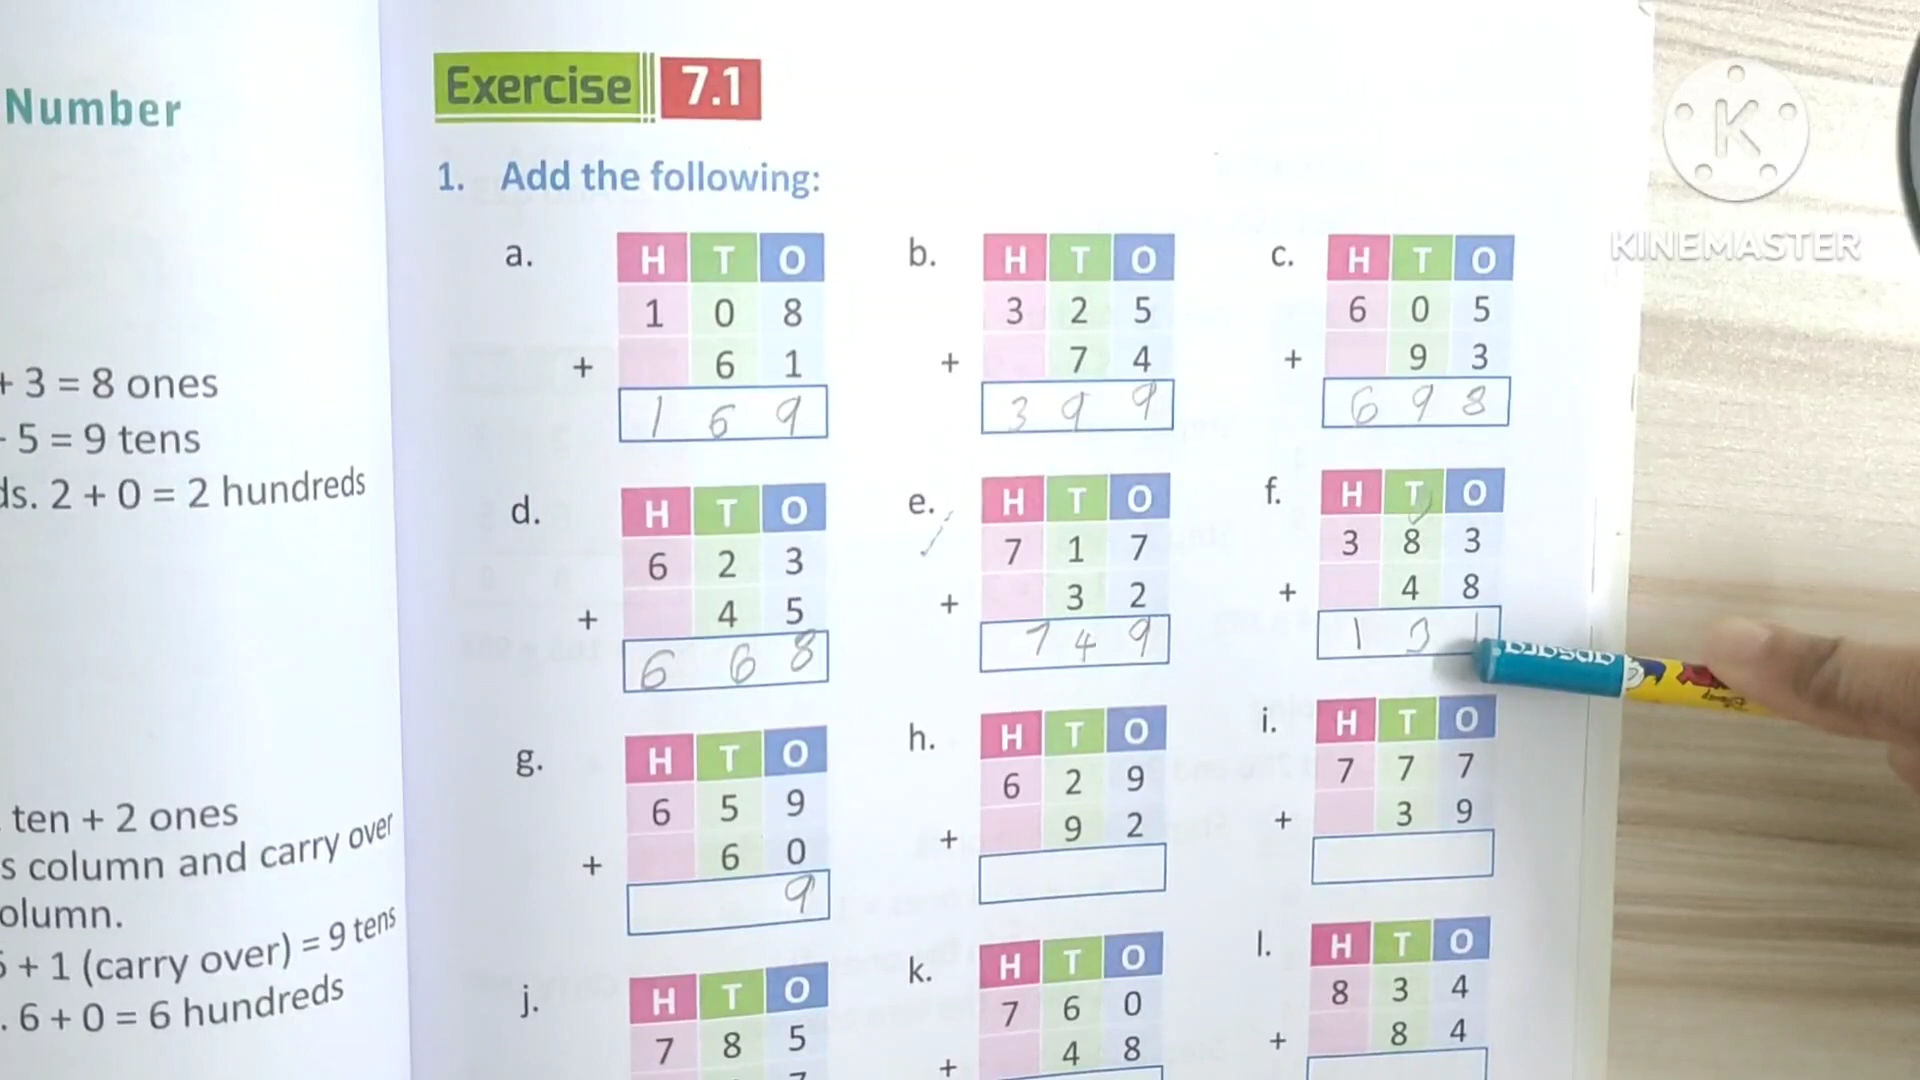 Number
+ 3 = 8 ones
5 = 9 tens
ds. 2 + 0 = 2 hundreds
ten + 2 ones
s column and carry over
olumn.
+ 1 (carry over) = 9 tens
. 6 + 0 = 6 hundreds
Exercise 7.1
1. Add the following:
a. H T O
1 0 8
+ 6 1
1 6 9
b. H T O
3 2 5
+ 7 4
3 9 9
c. H T O
6 0 5
+ 9 3
6 9 8
d. H T O
6 2 3
+ 4 5
6 6 8
e. H T O
7 1 7
+ 3 2
7 4 9
f. H T O
3 8 3
+ 4 8
1 3 1
g. H T O
6 5 9
+ 6 0
9
h. H T O
6 2 9
+ 9 2
i. H T O
7 7 7
+ 3 9
j. H T O
7 8 5
k. H T O
7 6 0
+ 4 8
l. H T O
8 3 4
+ 8 4
K
KINEMASTER
apsara